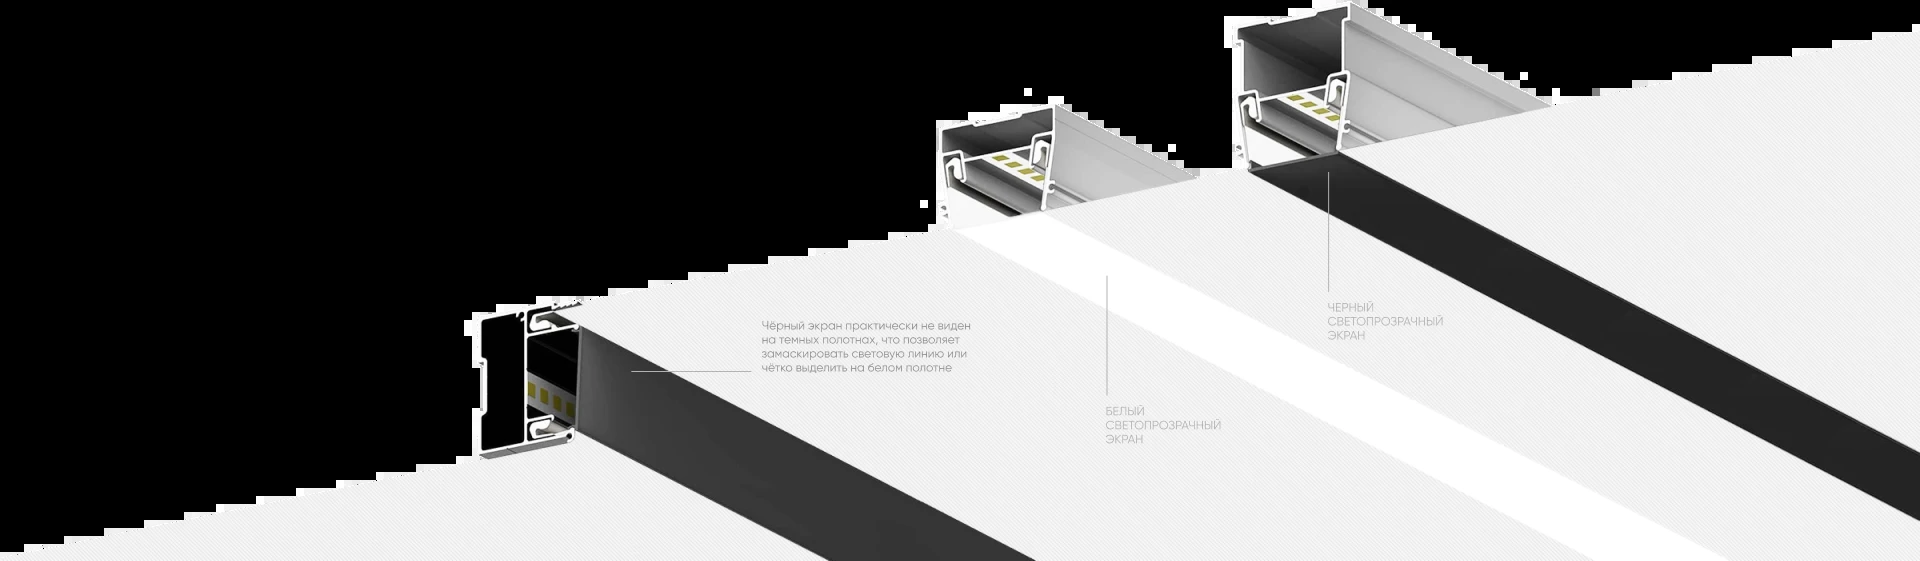 Чёрный экран практически не виден
на темных полотнах, что позволяет
замаскировать световую линию или
чётко выделить на белом полотне
БЕЛЫЙ
СВЕТОПРОЗРАЧНЫЙ
ЭКРАН
ЧЕРНЫЙ
СВЕТОПРОЗРАЧНЫЙ
ЭКРАН